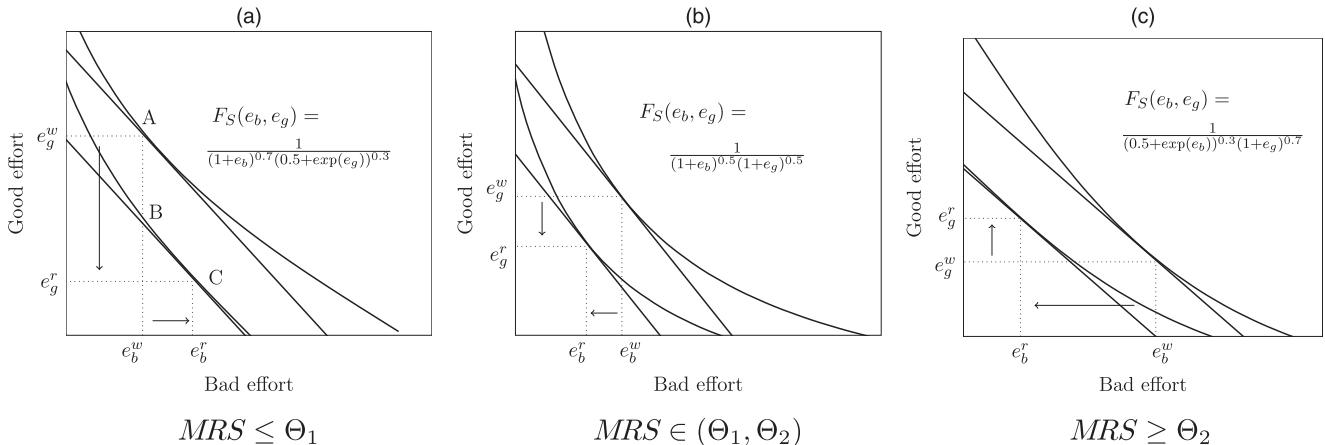 (a)
Good effort
A
B
C
F_S(e_b, e_g) =
1
(1+e_b)^{0.7}(0.5+exp(e_g))^{0.3}
e_g^w
e_g^r
e_b^w
e_b^r
Bad effort
MRS ≤ Θ_1
(b)
Good effort
F_S(e_b, e_g) =
1
(1+e_b)^{0.5}(1+e_g)^{0.5}
e_g^w
e_g^r
e_b^r
e_b^w
Bad effort
MRS ∈ (Θ_1, Θ_2)
(c)
Good effort
F_S(e_b, e_g) =
1
(0.5+exp(e_b))^{0.3}(1+e_g)^{0.7}
e_g^r
e_g^w
e_b^r
e_b^w
Bad effort
MRS ≥ Θ_2